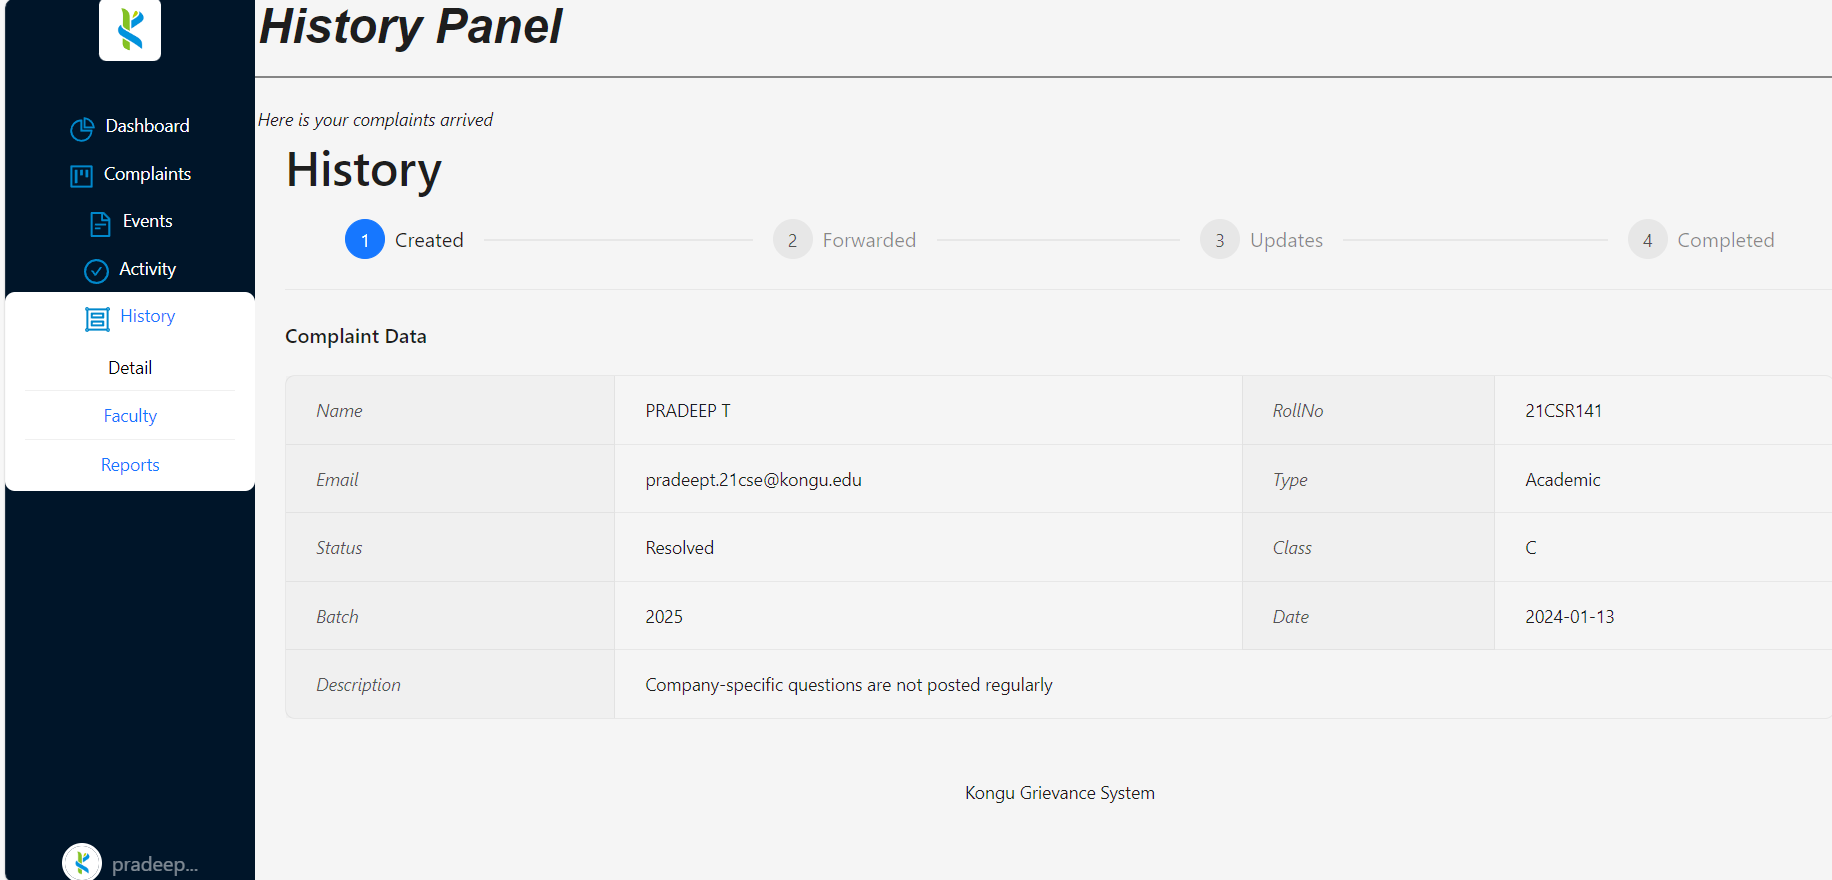 History Panel
Dashboard
Complaints
Events
Activity
History
Detail
Faculty
Reports
pradeep...
Here is your complaints arrived
History
1 Created
2 Forwarded
3 Updates
4 Completed
Complaint Data
Name PRADEEP T RollNo 21CSR141
Email pradeept.21cse@kongu.edu Type Academic
Status Resolved Class C
Batch 2025 Date 2024-01-13
Description Company-specific questions are not posted regularly
Kongu Grievance System